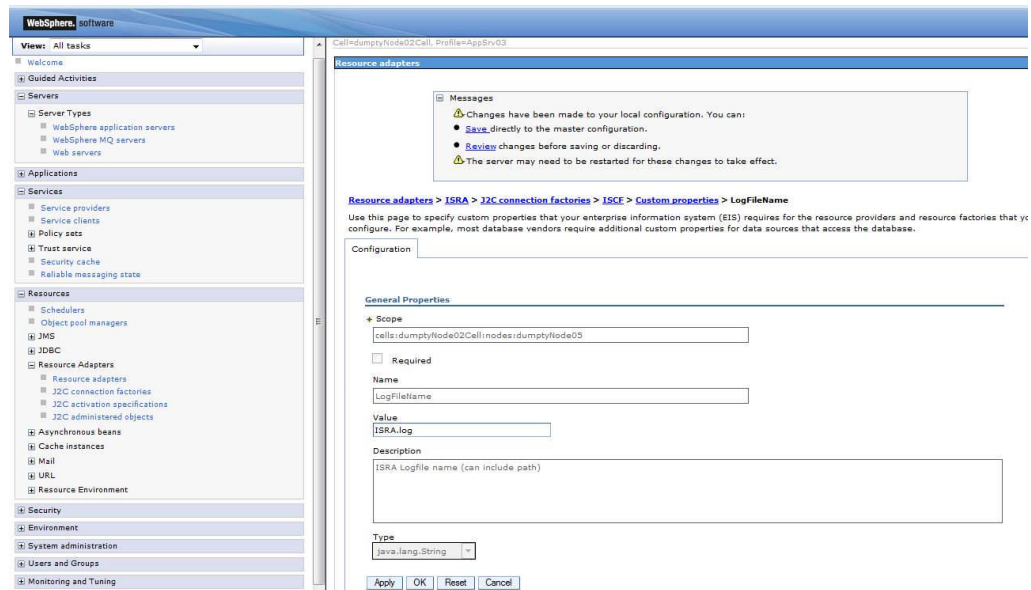 WebSphere. software
View: All tasks
Welcome
Guided Activities
Servers
Server Types
WebSphere application servers
WebSphere MQ servers
Web servers
Applications
Services
Service providers
Service clients
Policy sets
Trust service
Security cache
Reliable messaging state
Resources
Schedulers
Object pool managers
JMS
JDBC
Resource Adapters
Resource adapters
J2C connection factories
J2C activation specifications
J2C administered objects
Asynchronous beans
Cache instances
Mail
URL
Resource Environment
Security
Environment
System administration
Users and Groups
Monitoring and Tuning
Cell=dumptyNode02Cell, Profile=AppSrv03
Resource adapters
Messages
Changes have been made to your local configuration. You can:
Save directly to the master configuration.
Review changes before saving or discarding.
The server may need to be restarted for these changes to take effect.
Resource adapters > ISRA > J2C connection factories > ISCF > Custom properties > LogFileName
Use this page to specify custom properties that your enterprise information system (EIS) requires for the resource providers and resource factories that yo
configure. For example, most database vendors require additional custom properties for data sources that access the database.
Configuration
General Properties
Scope
cells:dumptyNode02Cell:nodes:dumptyNode05
Required
Name
LogFileName
Value
ISRA.log
Description
ISRA Logfile name (can include path)
Type
java.lang.String
Apply OK Reset Cancel